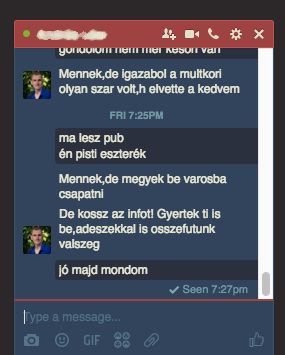 gondolom nem mer keson van
Mennek,de igazabol a multkori
olyan szar volt,h elvette a kedvem
FRI 7:25PM
ma lesz pub
én pisti eszterék
Mennek,de megyek be varosba
csapatni
De kossz az infot! Gyertek ti is
be,adeszekkal is osszefutunk
valszeg
jó majd mondom
Seen 7:27pm
Type a message...
GIF